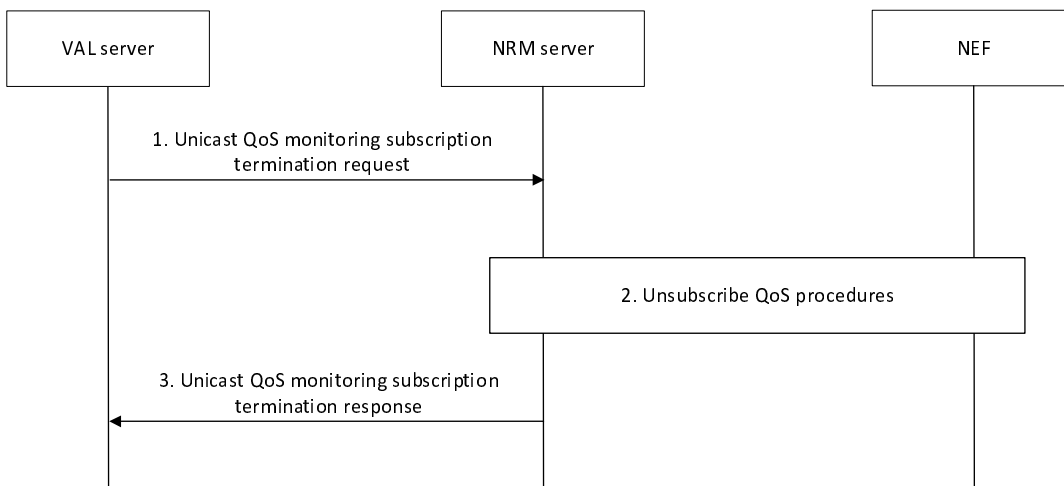 VAL server
NRM server
NEF
1. Unicast QoS monitoring subscription
termination request
2. Unsubscribe QoS procedures
3. Unicast QoS monitoring subscription
termination response